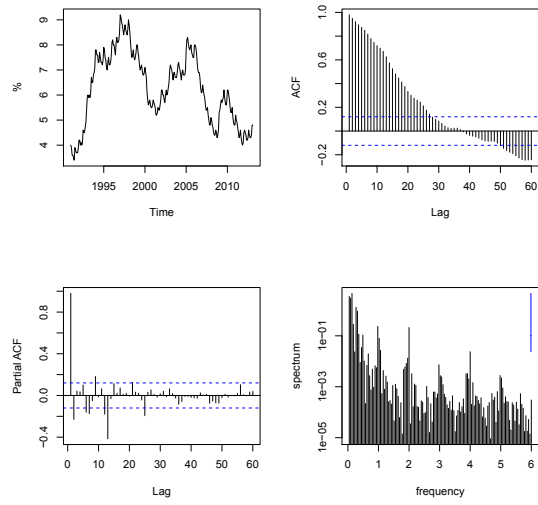 %
4 5 6 7 8 9
1995 2000 2005 2010
Time
ACF
−0.2 0.2 0.6 1.0
0 10 20 30 40 50 60
Lag
Partial ACF
−0.4 0.0 0.4 0.8
0 10 20 30 40 50 60
Lag
spectrum
1e−05 1e−03 1e−01
0 1 2 3 4 5 6
frequency